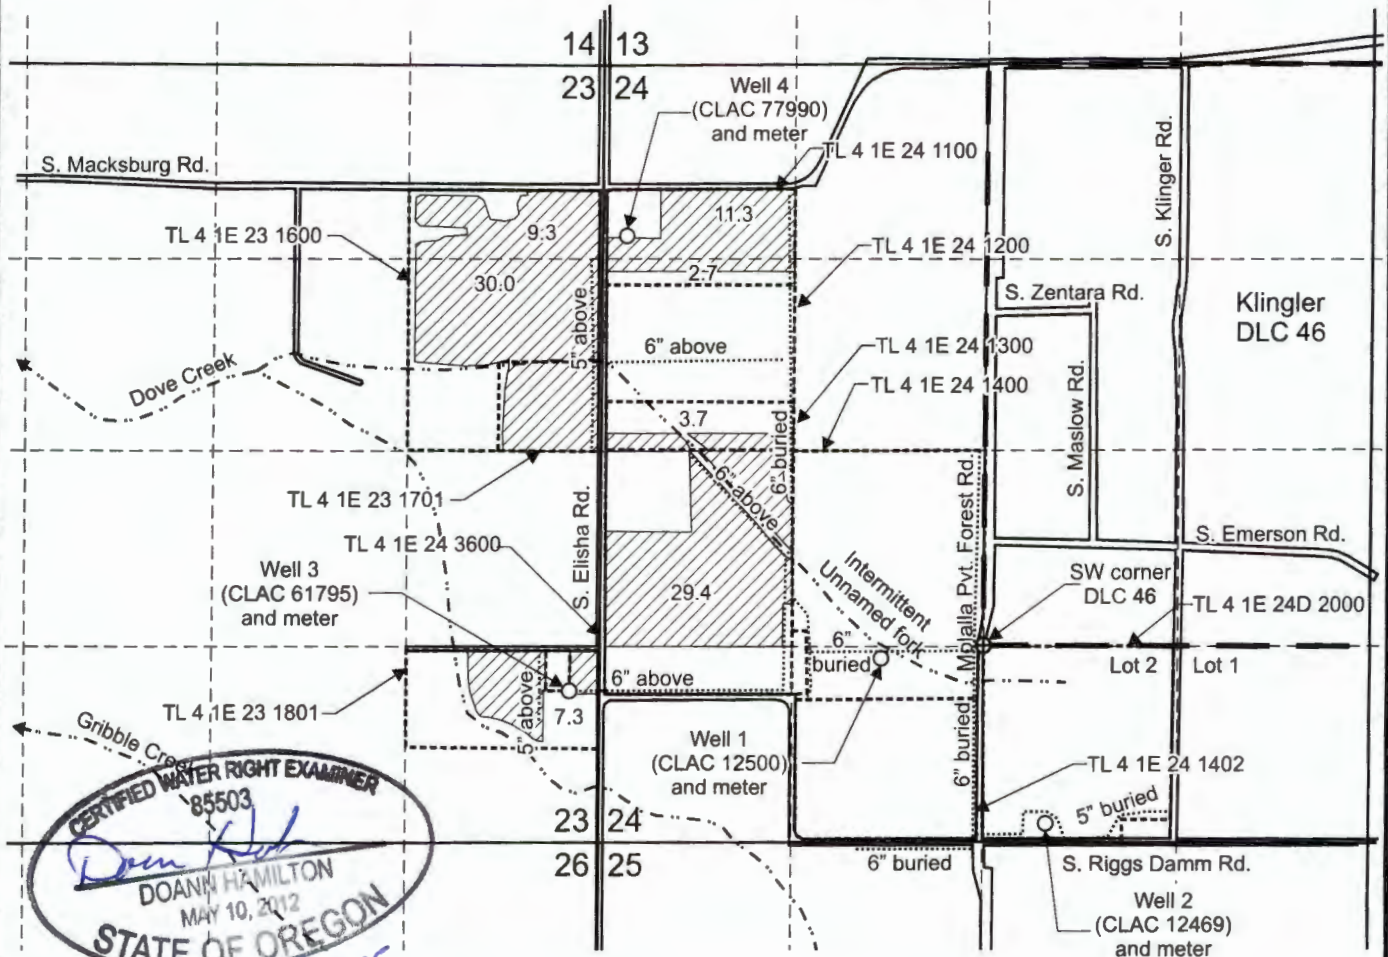 14 13
23 24
Well 4
(CLAC 77990)
and meter
TL 4 1E 24 1100
S. Macksburg Rd.
S. Klinger Rd.
TL 4 1E 23 1600
9.3
11.3
TL 4 1E 24 1200
30.0
2.7
S. Zentara Rd.
Klingler
DLC 46
5" above
6" above
TL 4 1E 24 1300
Dove Creek
TL 4 1E 24 1400
3.7
6" buried
S. Maslow Rd.
TL 4 1E 23 1701
6" above
Molalla Pvt. Forest Rd.
TL 4 1E 24 3600
S. Elisha Rd.
S. Emerson Rd.
Well 3
(CLAC 61795)
and meter
Intermittent
Unnamed fork
SW corner
DLC 46
29.4
TL 4 1E 24D 2000
6"
buried
Lot 2
Lot 1
6" above
5" above
TL 4 1E 23 1801
7.3
Gribble Creek
Well 1
(CLAC 12500)
and meter
6" buried
TL 4 1E 24 1402
5" buried
CERTIFIED WATER RIGHT EXAMINER
85503
DOANN HAMILTON
MAY 10, 2012
STATE OF OREGON
23 24
26 25
6" buried
S. Riggs Damm Rd.
Well 2
(CLAC 12469)
and meter